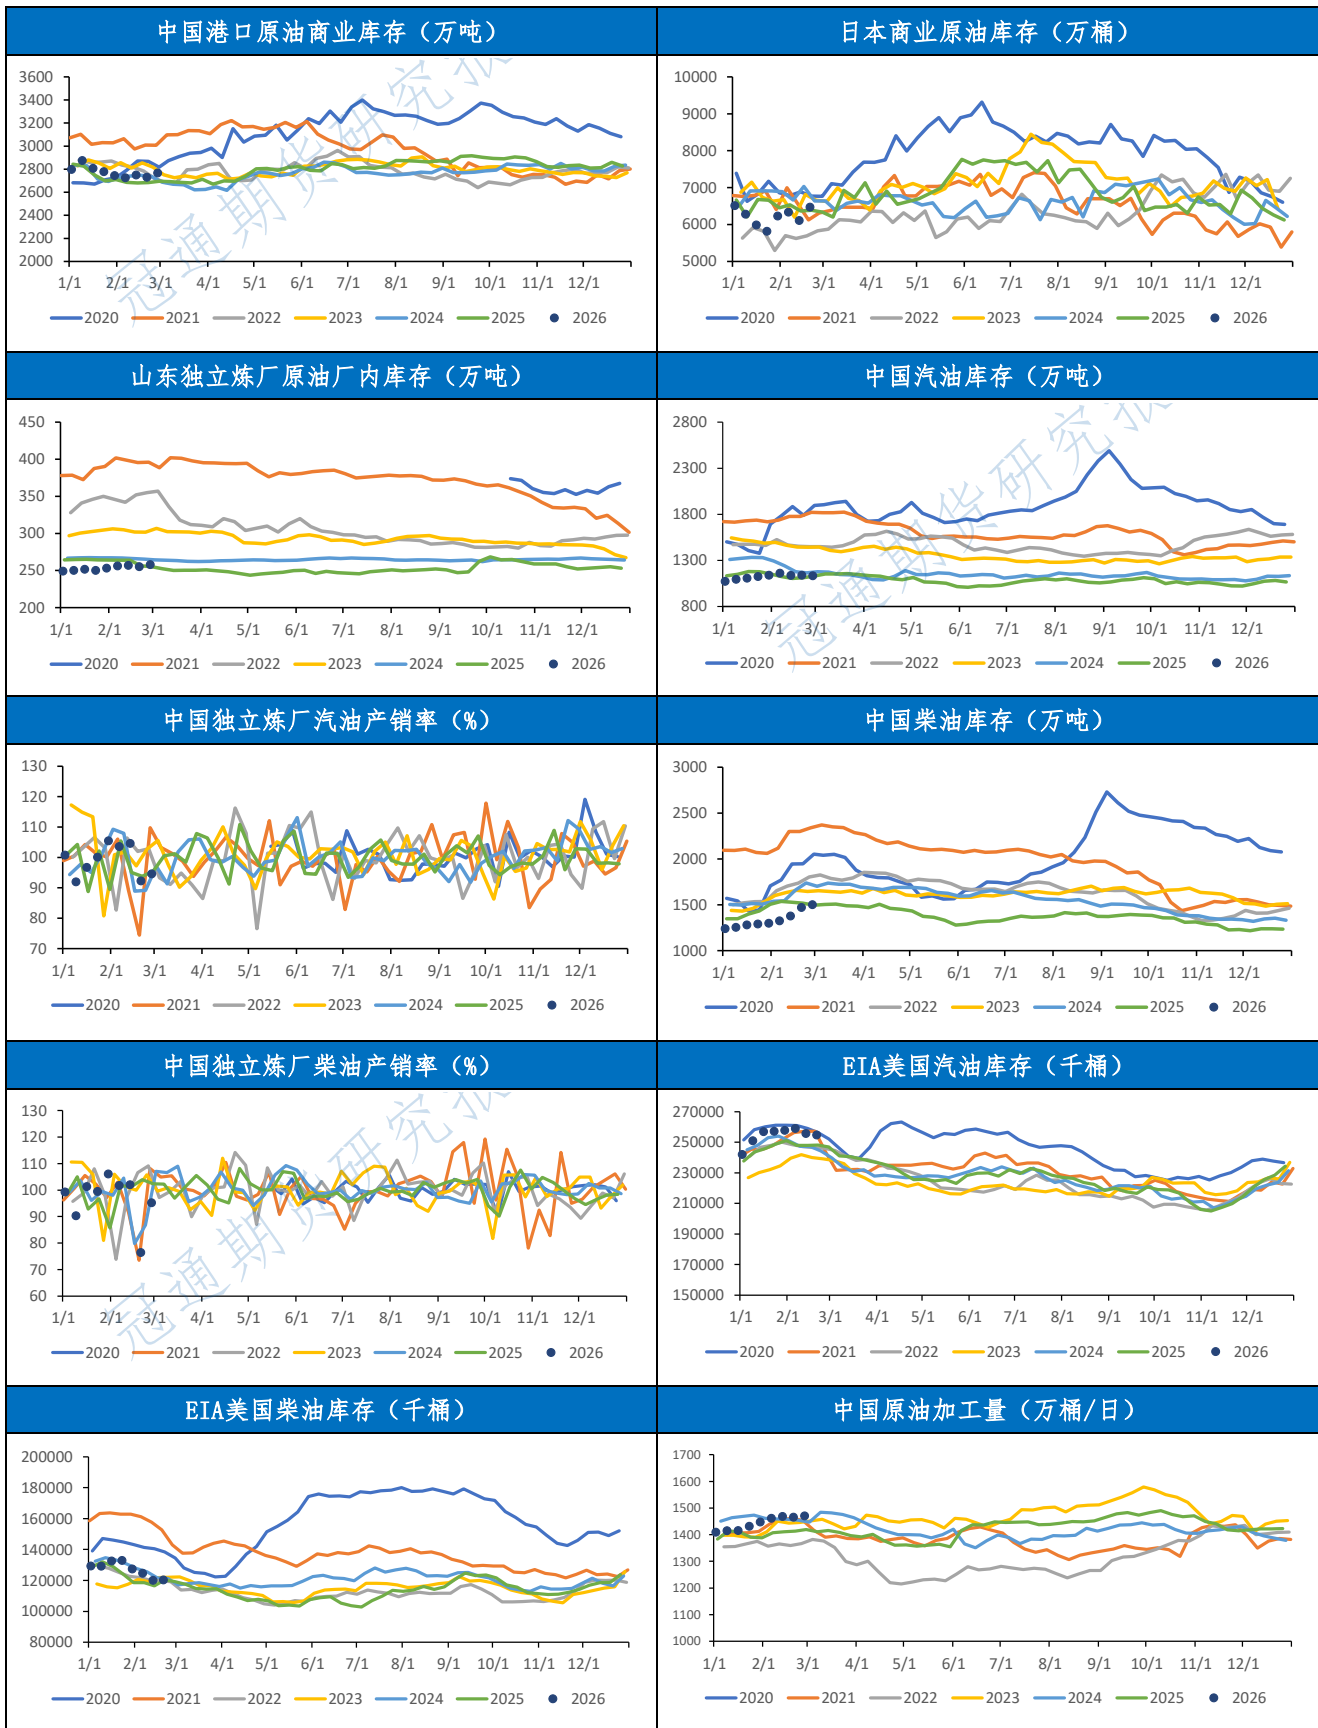 中国港口原油商业库存（万吨）
3600
3400
3200
3000
2800
2600
2400
2200
2000
1/1 2/1 3/1 4/1 5/1 6/1 7/1 8/1 9/1 10/1 11/1 12/1
2020 2021 2022 2023 2024 2025 2026
日本商业原油库存（万桶）
10000
9000
8000
7000
6000
5000
1/1 2/1 3/1 4/1 5/1 6/1 7/1 8/1 9/1 10/1 11/1 12/1
2020 2021 2022 2023 2024 2025 2026
山东独立炼厂原油厂内库存（万吨）
450
400
350
300
250
200
1/1 2/1 3/1 4/1 5/1 6/1 7/1 8/1 9/1 10/1 11/1 12/1
2020 2021 2022 2023 2024 2025 2026
中国汽油库存（万吨）
2800
2300
1800
1300
800
1/1 2/1 3/1 4/1 5/1 6/1 7/1 8/1 9/1 10/1 11/1 12/1
2020 2021 2022 2023 2024 2025 2026
中国独立炼厂汽油产销率（%）
130
120
110
100
90
80
70
1/1 2/1 3/1 4/1 5/1 6/1 7/1 8/1 9/1 10/1 11/1 12/1
2020 2021 2022 2023 2024 2025 2026
中国柴油库存（万吨）
3000
2500
2000
1500
1000
1/1 2/1 3/1 4/1 5/1 6/1 7/1 8/1 9/1 10/1 11/1 12/1
2020 2021 2022 2023 2024 2025 2026
中国独立炼厂柴油产销率（%）
130
120
110
100
90
80
70
60
1/1 2/1 3/1 4/1 5/1 6/1 7/1 8/1 9/1 10/1 11/1 12/1
2020 2021 2022 2023 2024 2025 2026
EIA美国汽油库存（千桶）
270000
250000
230000
210000
190000
170000
150000
1/1 2/1 3/1 4/1 5/1 6/1 7/1 8/1 9/1 10/1 11/1 12/1
2020 2021 2022 2023 2024 2025 2026
EIA美国柴油库存（千桶）
200000
180000
160000
140000
120000
100000
80000
1/1 2/1 3/1 4/1 5/1 6/1 7/1 8/1 9/1 10/1 11/1 12/1
2020 2021 2022 2023 2024 2025 2026
中国原油加工量（万桶/日）
1700
1600
1500
1400
1300
1200
1100
1000
1/1 2/1 3/1 4/1 5/1 6/1 7/1 8/1 9/1 10/1 11/1 12/1
2020 2021 2022 2023 2024 2025 2026
冠通期货研究报
冠通期货研究报
冠通期货研究报